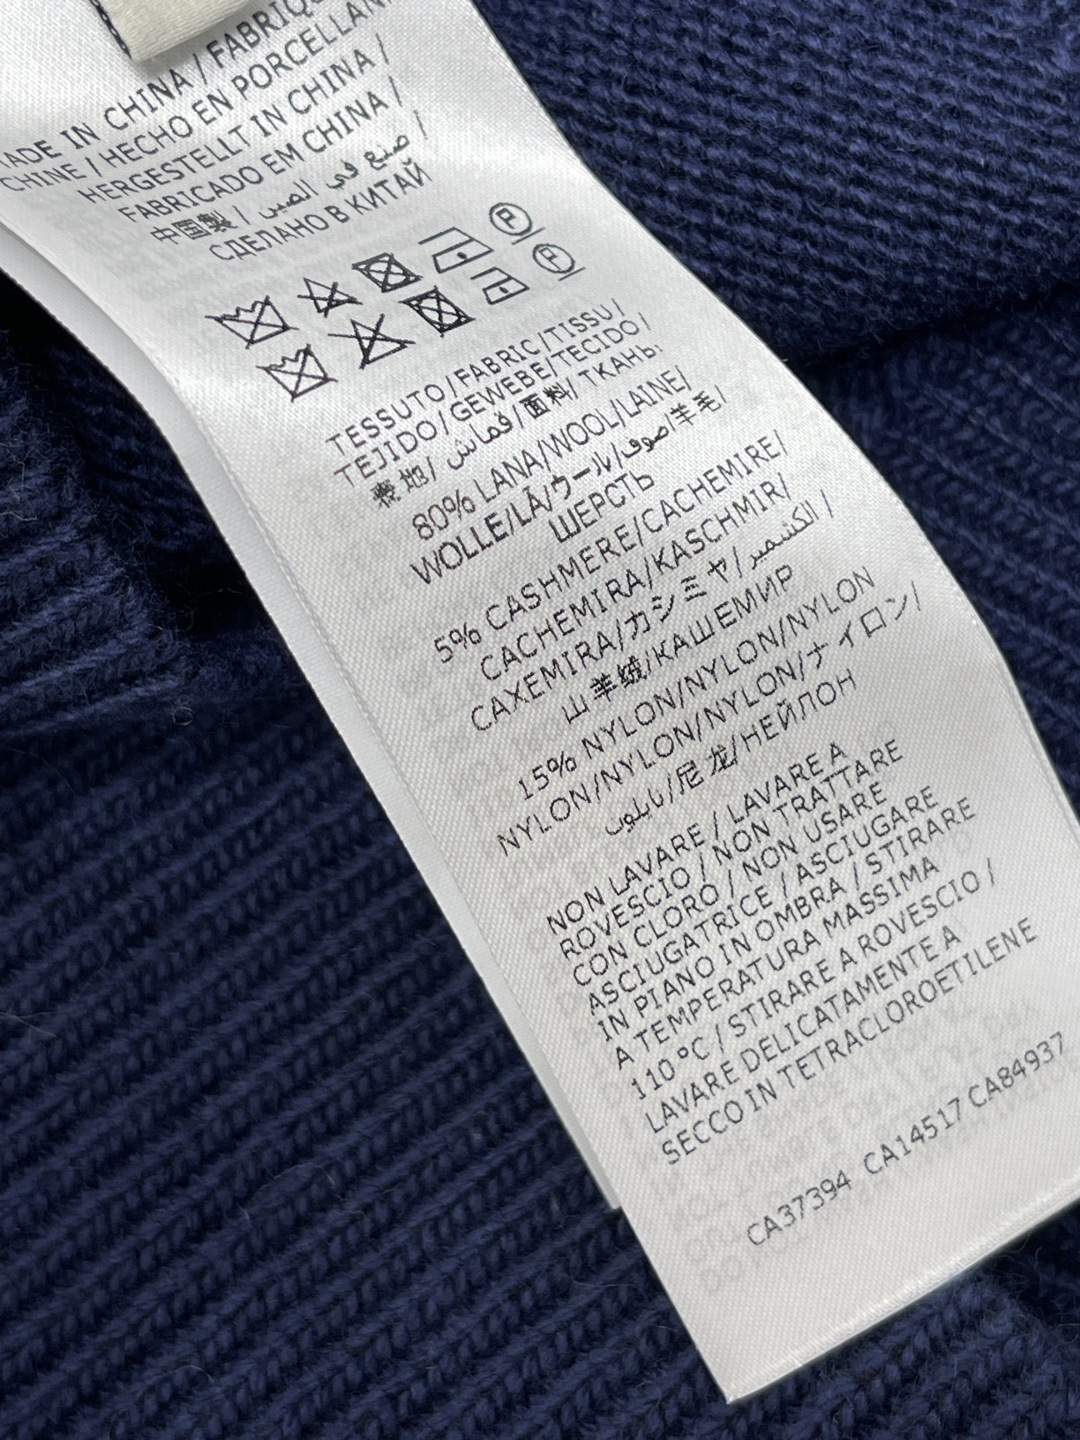 MADE IN CHINA / FABRIQUÉ
CHINE / HECHO EN PORCELLANA
HERGESTELLT IN CHINA /
FABRICADO EM CHINA /
中国製 / صنع في الصين /
СДЕЛАНО В КИТАЙ
P
P
TESSUTO/FABRIC/TISSU/
TEJIDO/GEWEBE/TECIDO/
表地/ قماش/面料/ ТКАНЬ:
80% LANA/WOOL/LAINE/
WOLLE/LÃ/ウール/صوف/羊毛/
ШЕРСТЬ
5% CASHMERE/CACHEMIRE/
CACHEMIRA/KASCHMIR/
CAXEMIRA/カシミヤ/الكشمير/
山羊绒/КАШЕМИР
15% NYLON/NYLON/NYLON
NYLON/NYLON/NYLON/ナイロン/
نايلون/尼龙/НЕЙЛОН
NON LAVARE / LAVARE A
ROVESCIO / NON TRATTARE
CON CLORO / NON USARE
ASCIUGATRICE / ASCIUGARE
IN PIANO IN OMBRA / STIRARE
A TEMPERATURA MASSIMA
110°C / STIRARE A ROVESCIO /
LAVARE DELICATAMENTE A
SECCO IN TETRACLOROETILENE
CA37394 CA14517 CA84937